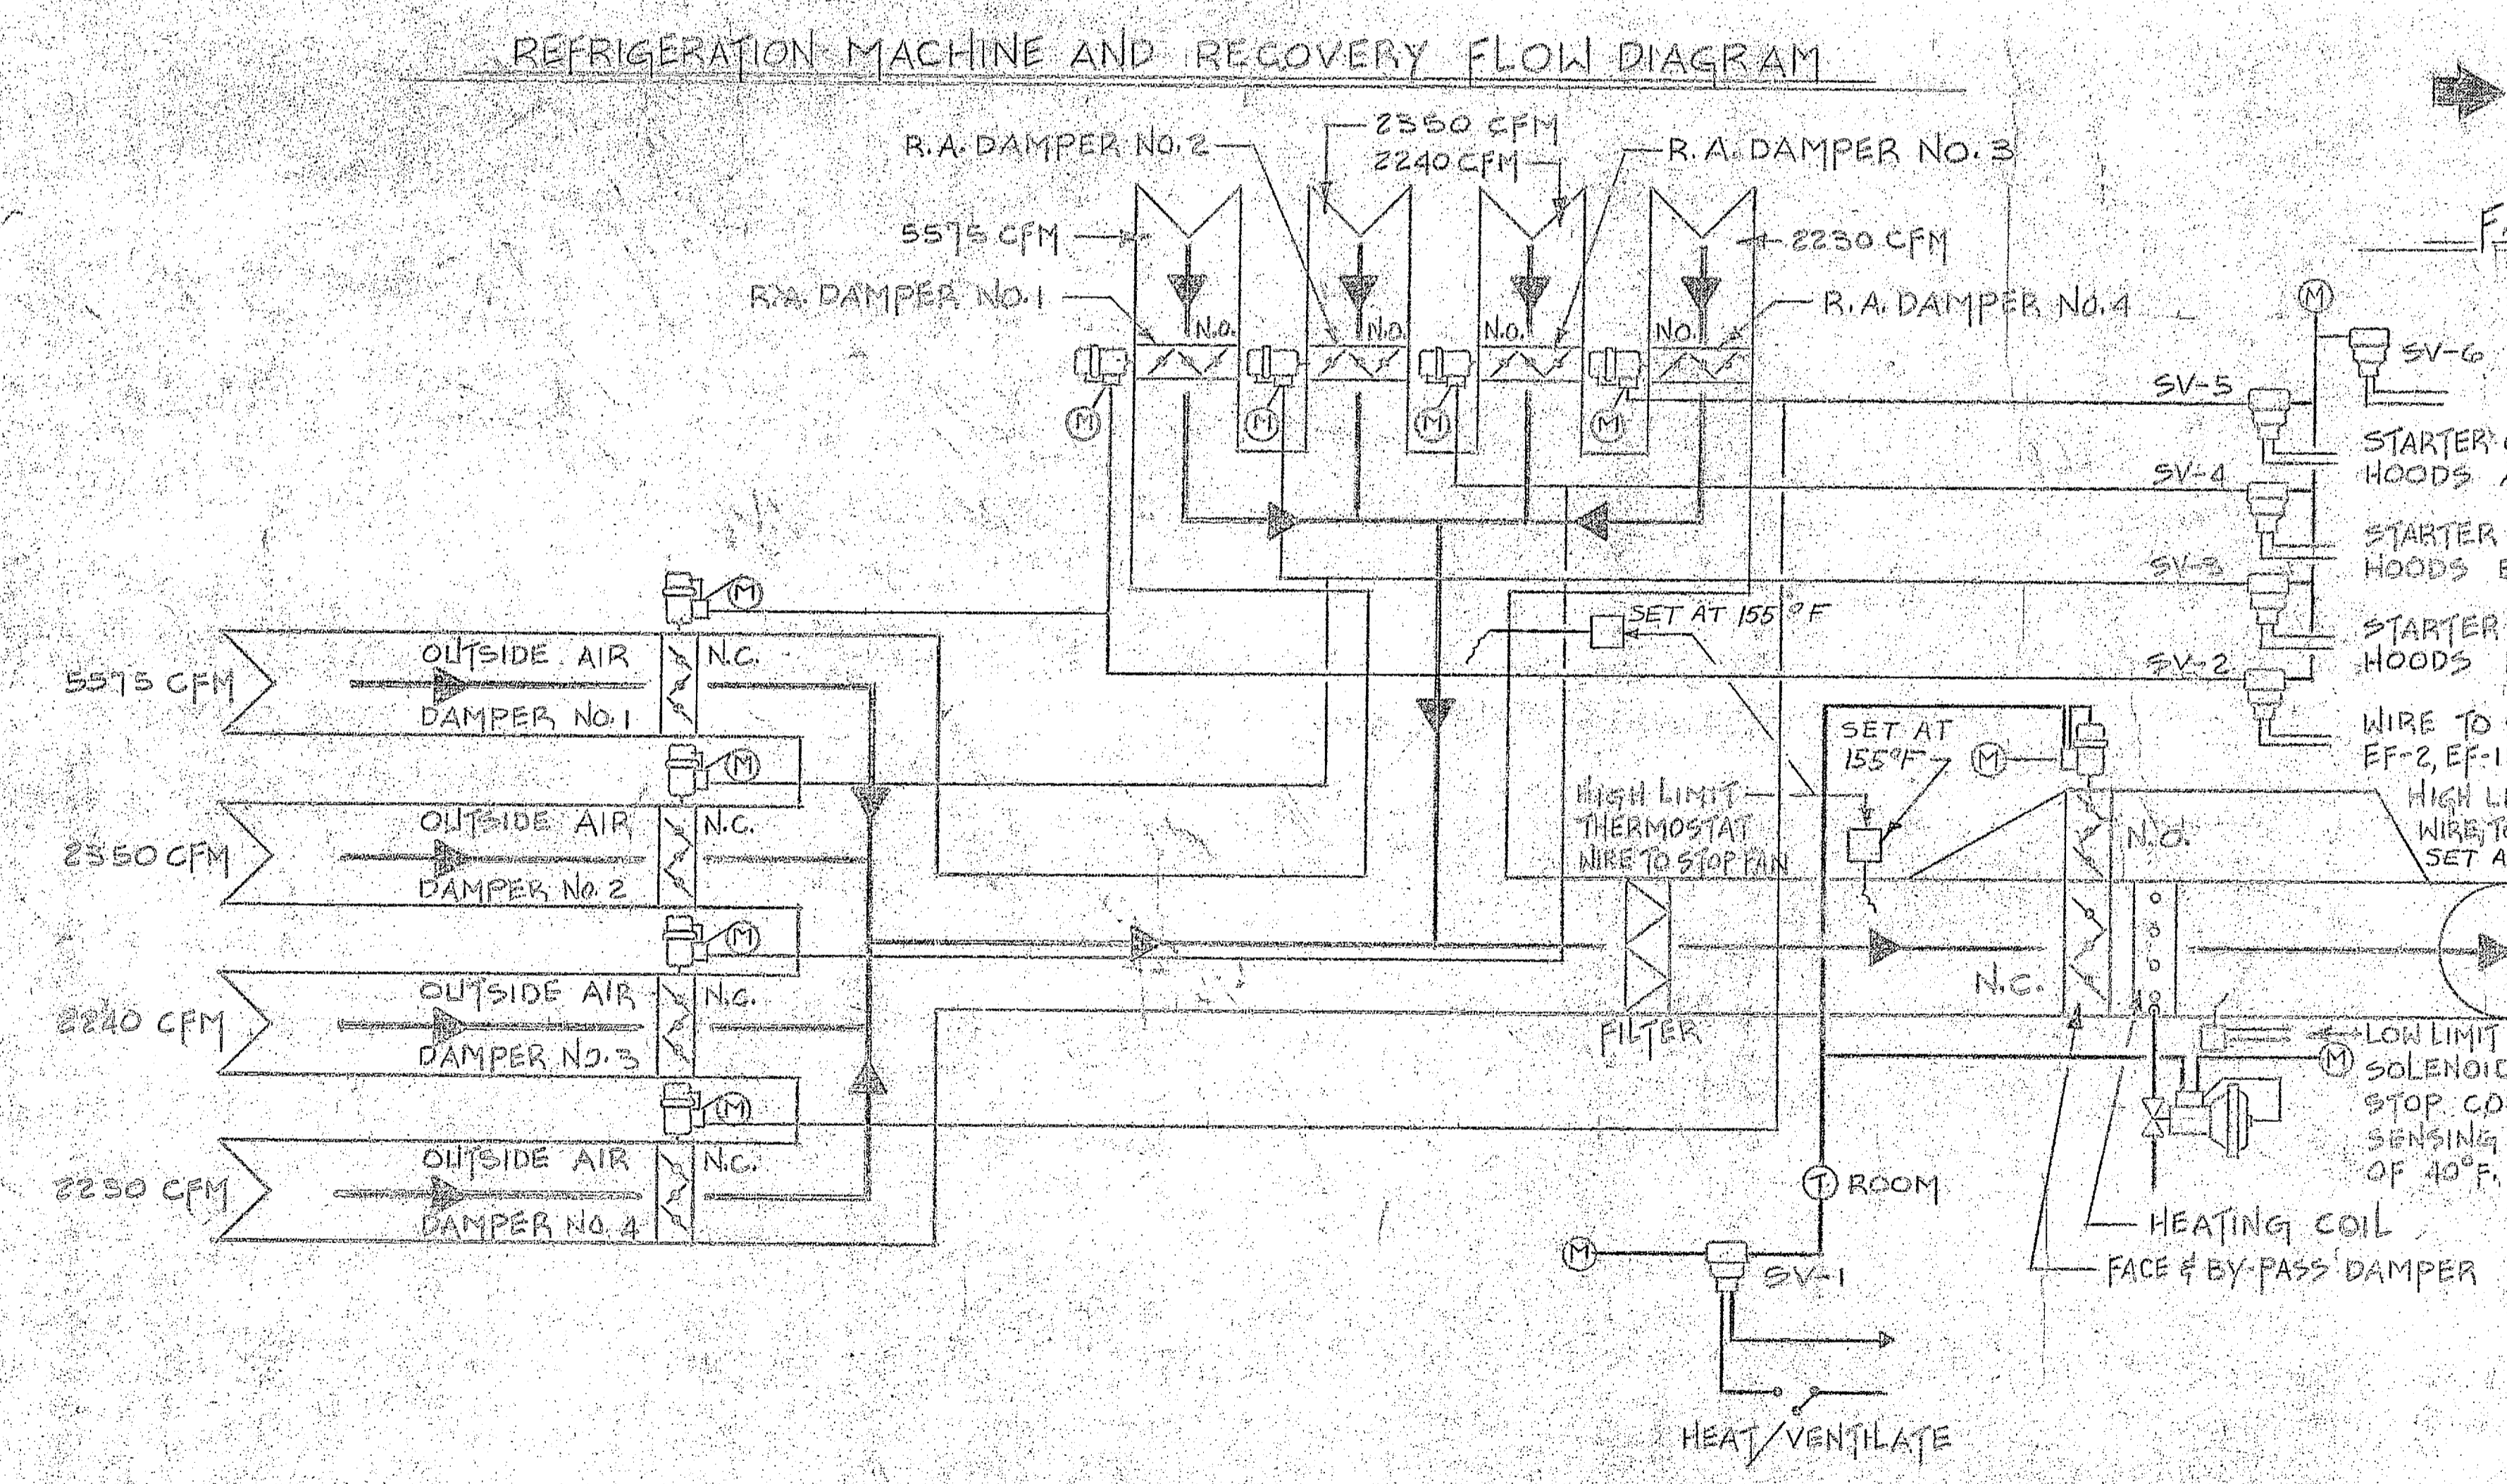 REFRIGERATION MACHINE AND RECOVERY FLOW DIAGRAM
R.A. DAMPER NO. 2
2350 CFM
2240 CFM
R.A. DAMPER NO. 3
5575 CFM
2230 CFM
R.A. DAMPER NO. 1
R.A. DAMPER NO. 4
N.O.
N.O.
N.O.
N.O.
M
M
M
M
M
SV-6
SV-5
STARTER
HOODS
SV-4
STARTER
HOODS
SV-3
STARTER
HOODS
SV-2
WIRE TO
EF-2, EF-1
SET AT 155°F
M
5575 CFM
OUTSIDE AIR
DAMPER NO. 1
N.C.
M
2350 CFM
OUTSIDE AIR
DAMPER NO. 2
N.C.
M
2240 CFM
OUTSIDE AIR
DAMPER NO. 3
N.C.
M
2230 CFM
OUTSIDE AIR
DAMPER NO. 4
N.C.
SET AT
155°F
M
HIGH LIMIT
THERMOSTAT
WIRE TO STOP FAN
HIGH
WIRE
SET
N.O.
N.C.
FILTER
LOW LIMIT
M
STOP
SENSING
OF 40°F.
T
ROOM
HEATING COIL
FACE & BY-PASS DAMPER
M
SV-1
HEAT/VENTILATE